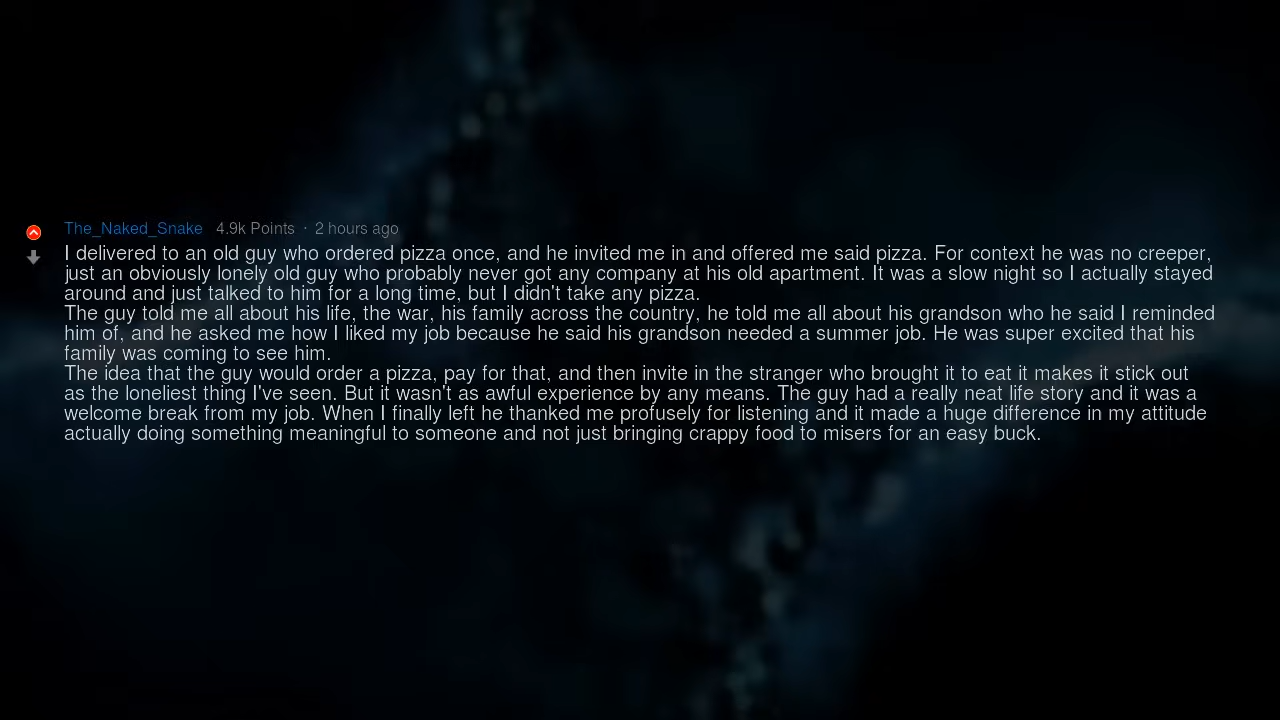 The_Naked_Snake 4.9k Points · 2 hours ago
I delivered to an old guy who ordered pizza once, and he invited me in and offered me said pizza. For context he was no creeper,
just an obviously lonely old guy who probably never got any company at his old apartment. It was a slow night so I actually stayed
around and just talked to him for a long time, but I didn't take any pizza.
The guy told me all about his life, the war, his family across the country, he told me all about his grandson who he said I reminded
him of, and he asked me how I liked my job because he said his grandson needed a summer job. He was super excited that his
family was coming to see him.
The idea that the guy would order a pizza, pay for that, and then invite in the stranger who brought it to eat it makes it stick out
as the loneliest thing I've seen. But it wasn't as awful experience by any means. The guy had a really neat life story and it was a
welcome break from my job. When I finally left he thanked me profusely for listening and it made a huge difference in my attitude
actually doing something meaningful to someone and not just bringing crappy food to misers for an easy buck.